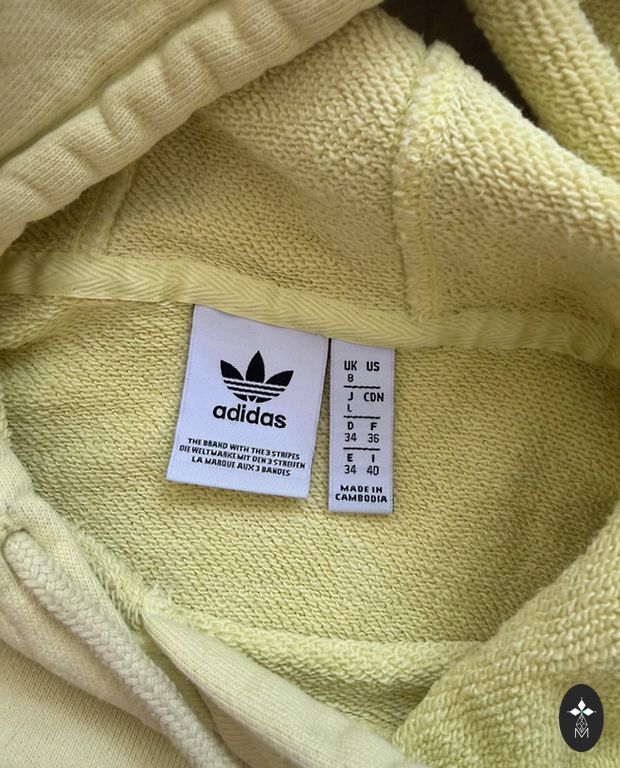 adidas
THE BRAND WITH THE 3 STRIPES
DIE WELTMARKE MIT DEN 3 STREIFEN
LA MARQUE AUX 3 BANDES
UK US
8
J CDN
L
D F
34 36
E I
34 40
MADE IN
CAMBODIA
M